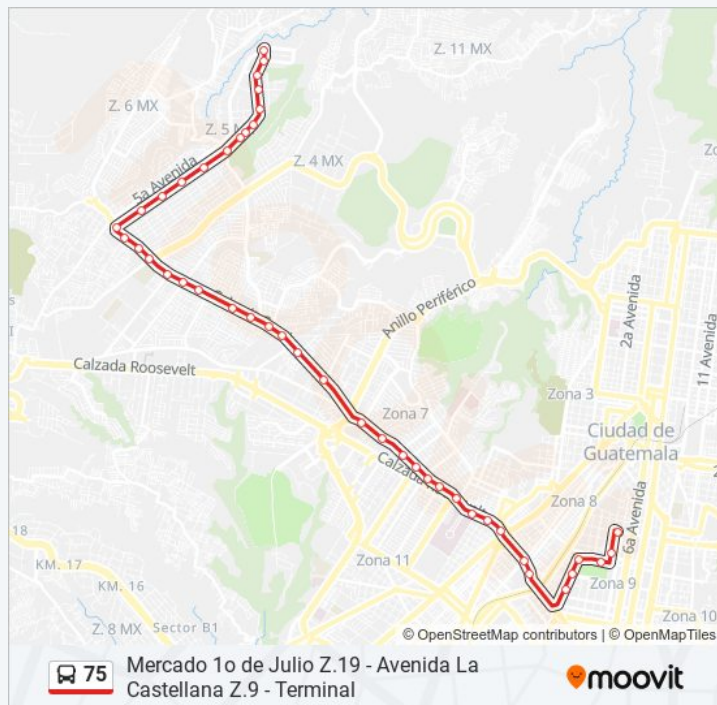 Z. 11 MX
Z. 6 MX
Z. 5 M
Z. 4 MX
5a Avenida
Anillo Periférico
2a Avenida
11 Avenida
Calzada Roosevelt
Zona 3
Zona 7
Ciudad de
Guatemala
Calzada
Zona 8
6a Avenida
18
Zona 11
KM. 17
Zona 9
KM. 16
Zona 10
Z. 8 MX
Sector B1
© OpenStreetMap contributors | © OpenMapTiles
75
Mercado 1o de Julio Z.19 - Avenida La
Castellana Z.9 - Terminal
moovit